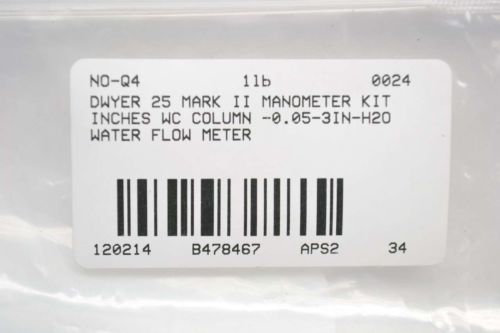 NO-Q4 1lb 0024
DWYER 25 MARK II MANOMETER KIT
INCHES WC COLUMN -0.05-3IN-H2O
WATER FLOW METER
120214 B478467 APS2 34